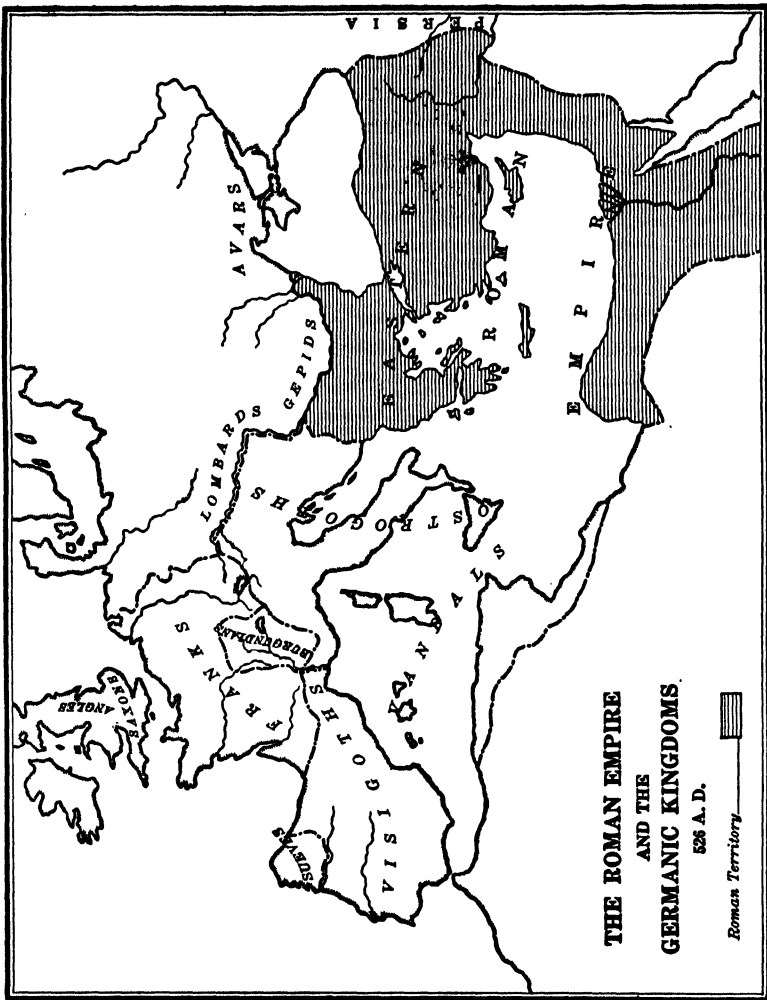 PERSIA
AVARS
GEPIDS
LOMBARDS
EASTERN
ROMAN
EMPIRE
OSTROGOTHS
VANDALS
BURGUNDIANS
FRANKS
ANGLES
SAXONS
VISIGOTHS
SUEVES
THE ROMAN EMPIRE
AND THE
GERMANIC KINGDOMS
526 A. D.
Roman Territory